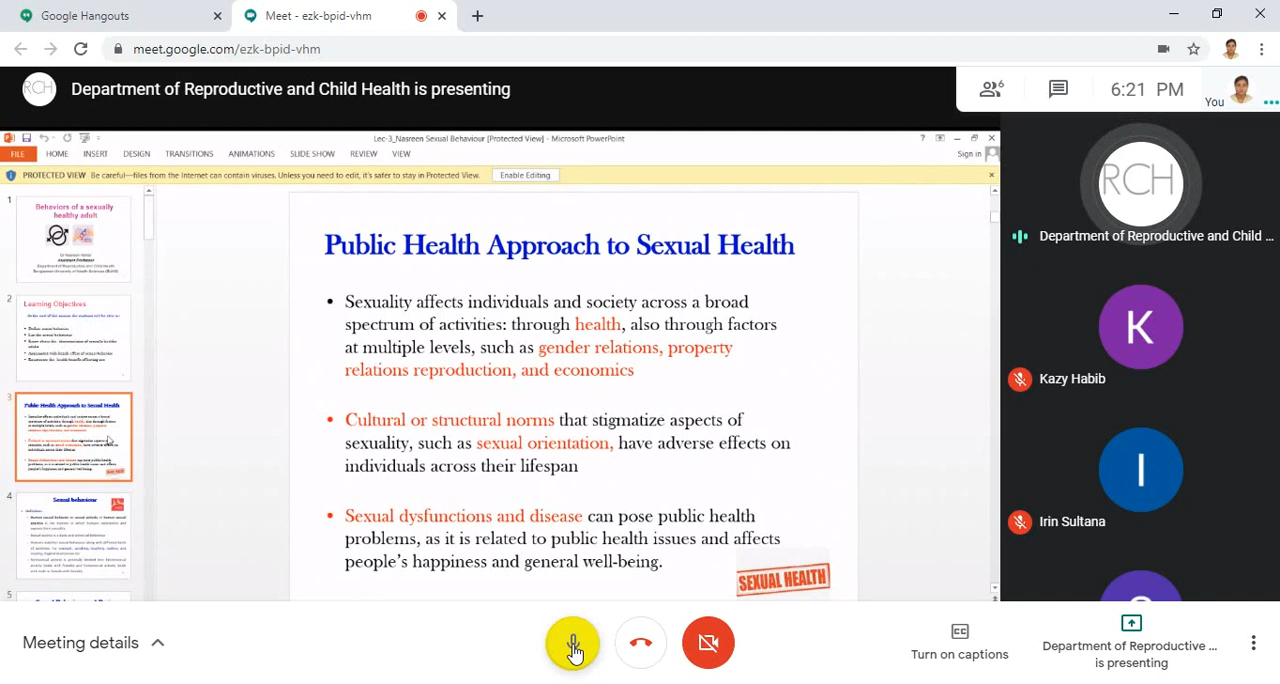 Google Hangouts
Meet - ezk-bpid-vhm
meet.google.com/ezk-bpid-vhm
RCH
Department of Reproductive and Child Health is presenting
6
6:21 PM
You
Lec-3_Nasreen Sexual Behaviour [Protected View] - Microsoft PowerPoint
FILE HOME INSERT DESIGN TRANSITIONS ANIMATIONS SLIDE SHOW REVIEW VIEW
Sign in
PROTECTED VIEW Be careful—files from the Internet can contain viruses. Unless you need to edit, it's safer to stay in Protected View. Enable Editing
1
Behaviors of a sexually
healthy adult
Assistant Professor
2
Learning Objectives
3
Public Health Approach to Sexual Health
4
Sexual behaviour
5
Public Health Approach to Sexual Health
• Sexuality affects individuals and society across a broad
spectrum of activities: through health, also through factors
at multiple levels, such as gender relations, property
relations reproduction, and economics
• Cultural or structural norms that stigmatize aspects of
sexuality, such as sexual orientation, have adverse effects on
individuals across their lifespan
• Sexual dysfunctions and disease can pose public health
problems, as it is related to public health issues and affects
people's happiness and general well-being.
SEXUAL HEALTH
RCH
Department of Reproductive and Child ...
K
Kazy Habib
I
Irin Sultana
Meeting details
Turn on captions
Department of Reproductive ...
is presenting